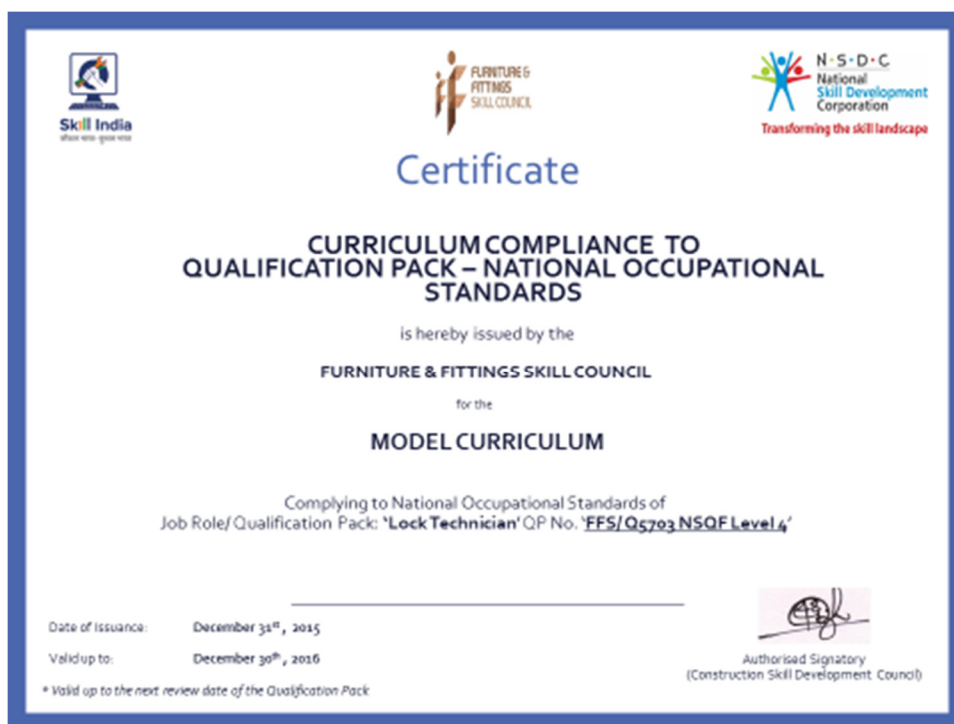 Skill India
कौशल भारत-कुशल भारत
FURNITURE &
FITTINGS
SKILL COUNCIL
N·S·D·C
National
Skill Development
Corporation
Transforming the skill landscape
Certificate
CURRICULUM COMPLIANCE TO
QUALIFICATION PACK – NATIONAL OCCUPATIONAL
STANDARDS
is hereby issued by the
FURNITURE & FITTINGS SKILL COUNCIL
for the
MODEL CURRICULUM
Complying to National Occupational Standards of
Job Role/ Qualification Pack: 'Lock Technician' QP No. 'FFS/ Q5703 NSQF Level 4'
Date of Issuance: December 31st, 2015
Valid up to: December 30th, 2016
* Valid up to the next review date of the Qualification Pack
Authorised Signatory
(Construction Skill Development Council)